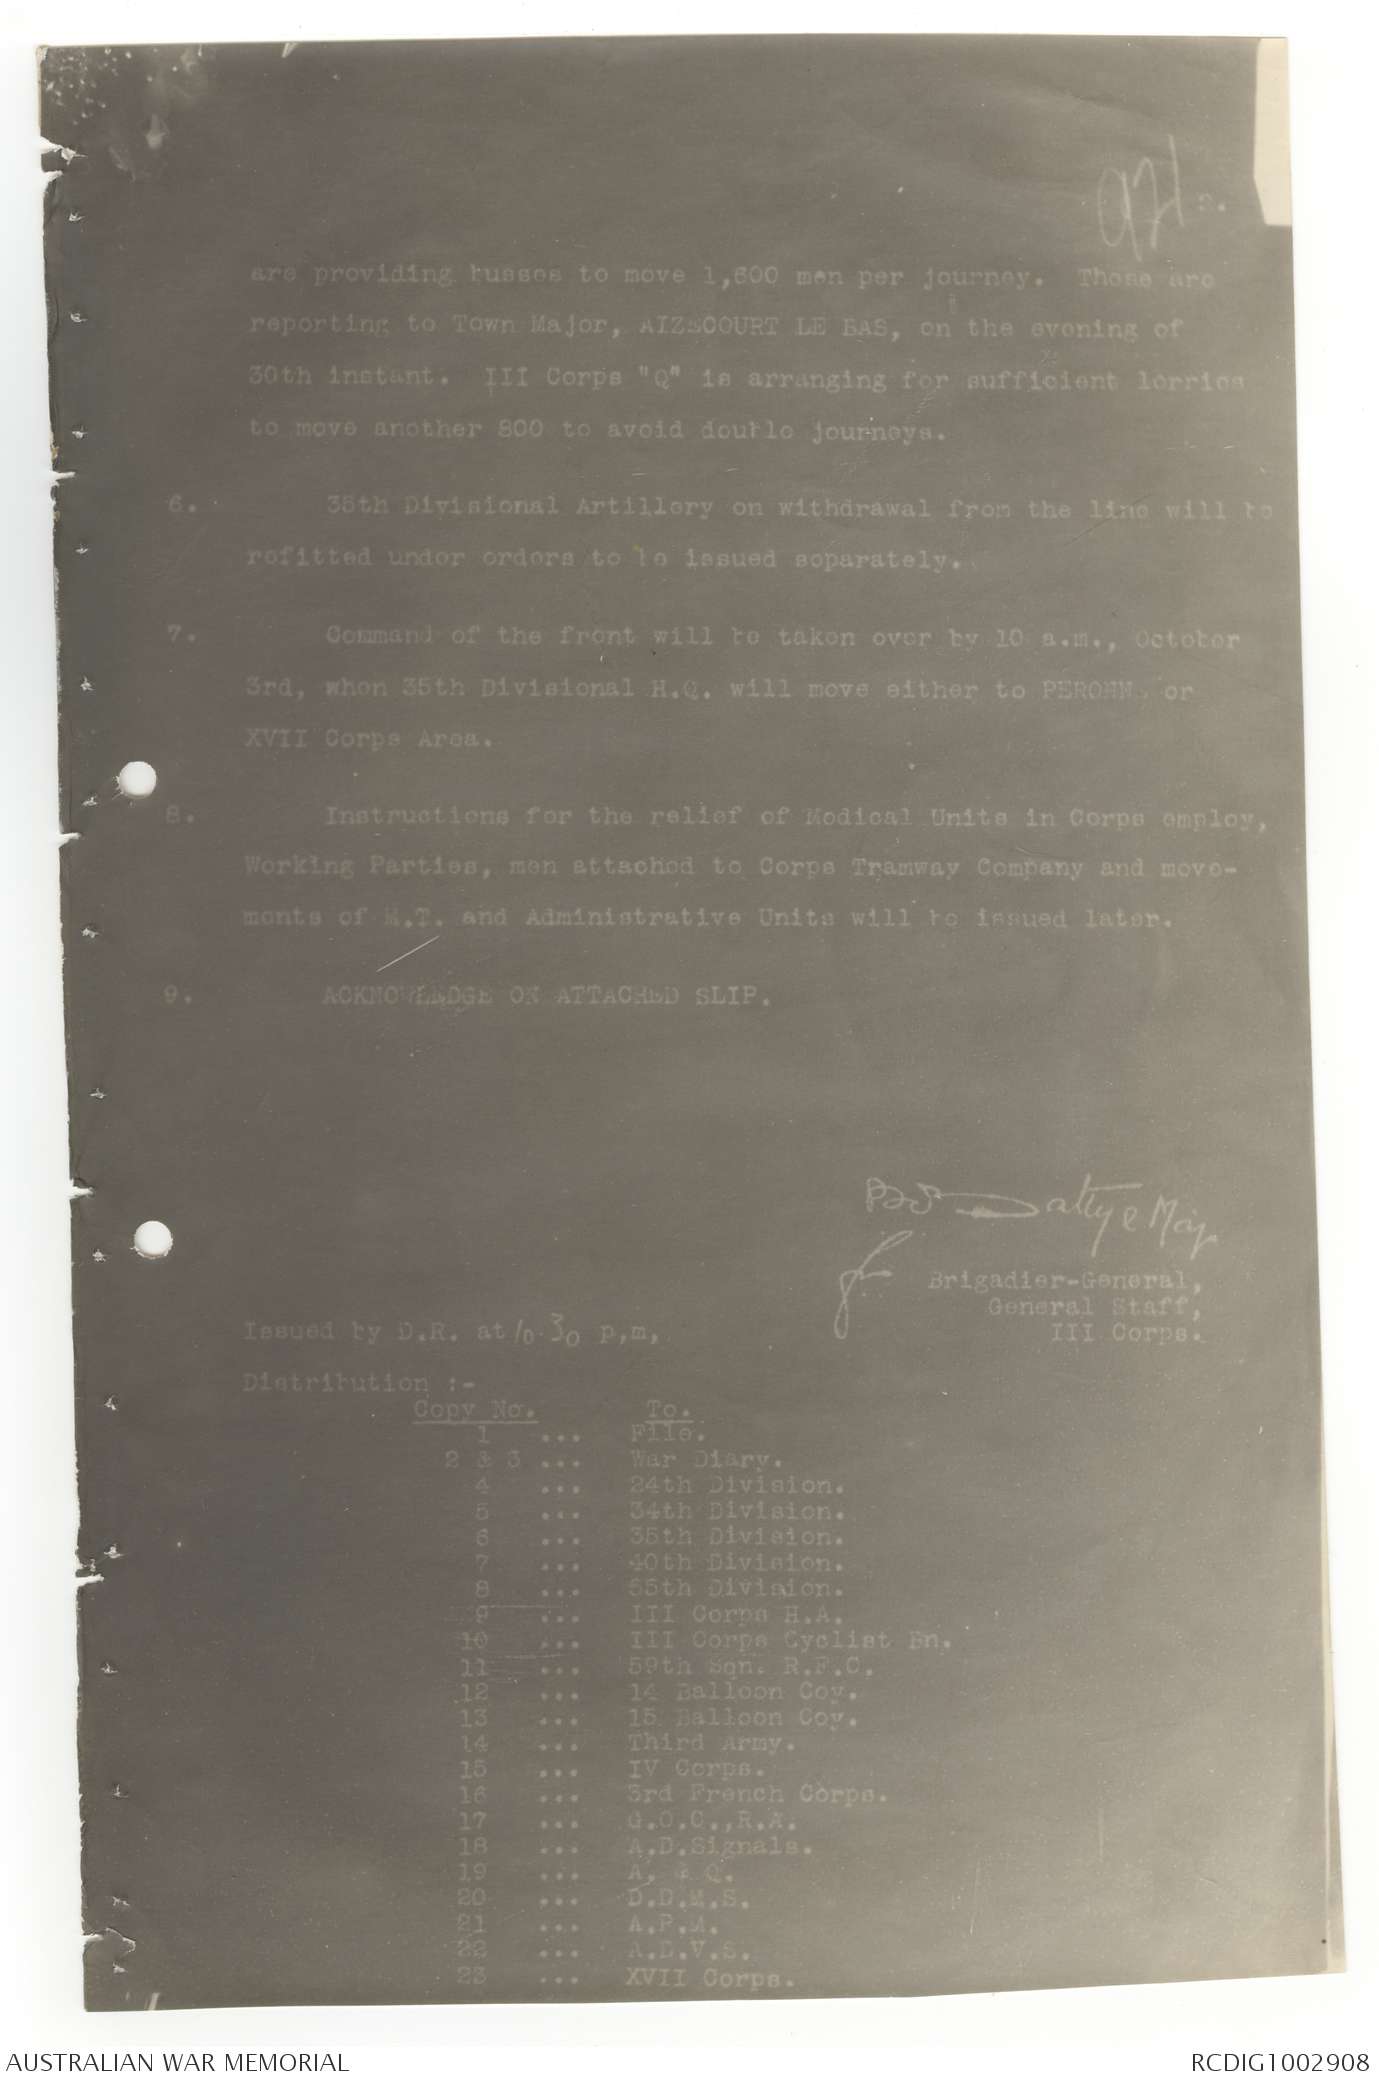 2.
are providing busses to move 1,600 men per journey.  These are
reporting to Town Major, AIZECOURT LE BAS, on the evening of
30th instant.  III Corps "Q" is arranging for sufficient lorries
to move another 800 to avoid double journeys.
6. 35th Divisional Artillery on withdrawal from the line will be
refitted under orders to be issued separately.
7. Command of the front will be taken over by 10 a.m., October
3rd, when 35th Divisional H.Q. will move either to PERONNE or
XVII Corps Area.
8. Instructions for the relief of Medical Units in Corps employ,
Working Parties, men attached to Corps Tramway Company and move-
ments of M.T. and Administrative Units will be issued later.
9. ACKNOWLEDGE ON ATTACHED SLIP.
Maj
for Brigadier-General,
General Staff,
III Corps.
Issued by D.R. at 10.30 p,m,
Distribution :-
Copy No. To.
1 ... File.
2 & 3 ... War Diary.
4 ... 24th Division.
5 ... 34th Division.
6 ... 35th Division.
7 ... 40th Division.
8 ... 55th Division.
9 ... III Corps H.A.
10 ... III Corps Cyclist Bn.
11 ... 59th Sqn. R.F.C.
12 ... 14 Balloon Coy.
13 ... 15 Balloon Coy.
14 ... Third Army.
15 ... IV Corps.
16 ... 3rd French Corps.
17 ... G.O.C.,R.A.
18 ... A.D.Signals.
19 ... A. & Q.
20 ... D.D.M.S.
21 ... A.P.M.
22 ... A.D.V.S.
23 ... XVII Corps.
AUSTRALIAN WAR MEMORIAL
RCDIG1002908